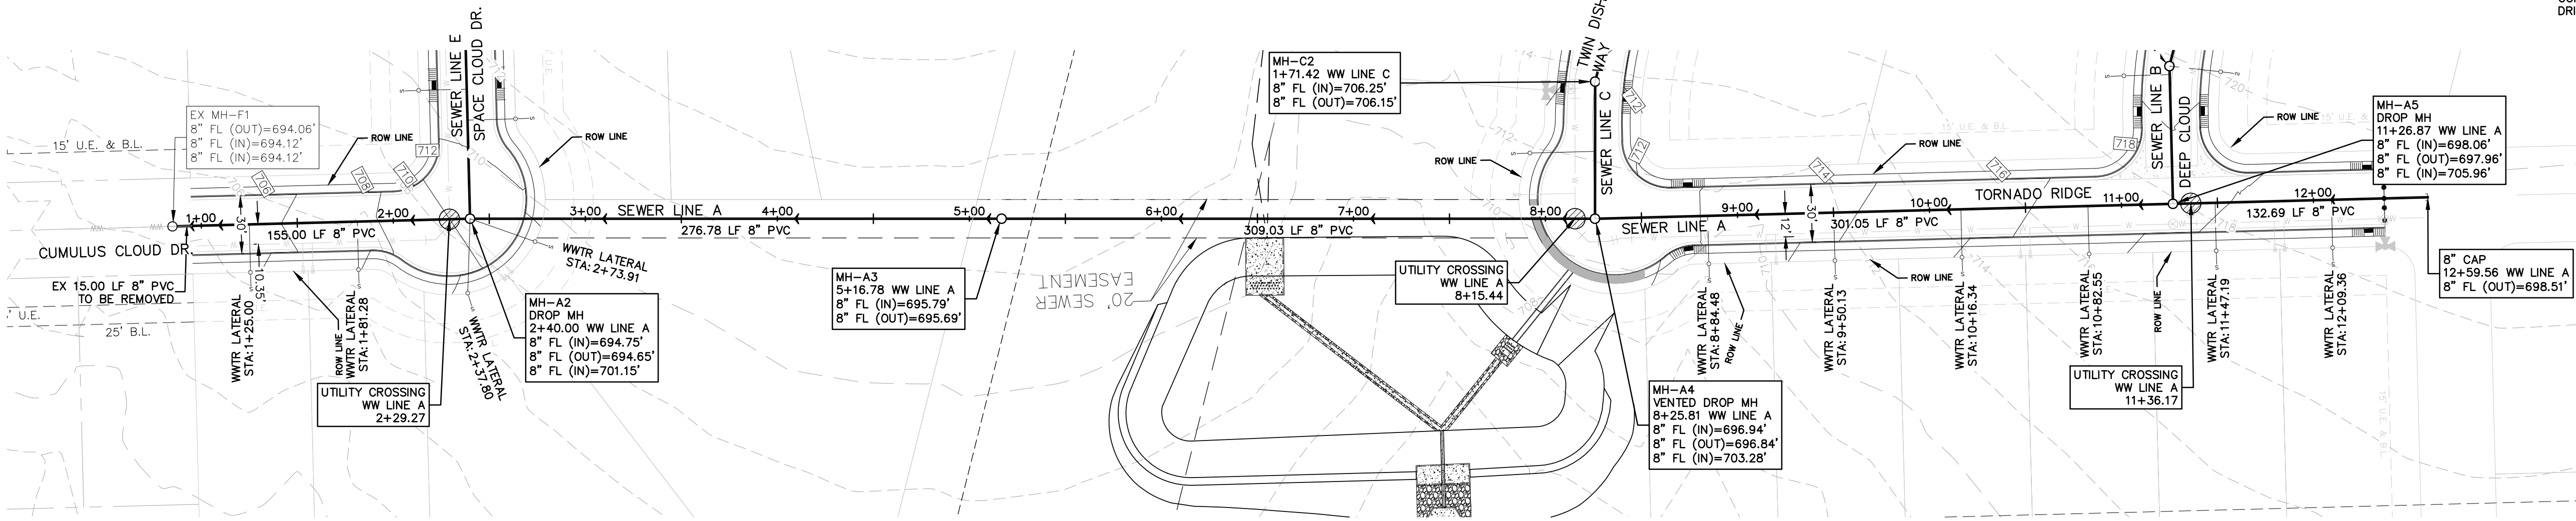 DRI
SEWER LINE E
SPACE CLOUD DR.
TWIN DISH
WAY
MH-C2
1+71.42 WW LINE C
8" FL (IN)=706.25'
8" FL (OUT)=706.15'
SEWER LINE C
SEWER LINE B
DEEP CLOUD
EX MH-F1
8" FL (OUT)=694.06'
8" FL (IN)=694.12'
8" FL (IN)=694.12'
15' U.E. & B.L.
ROW LINE
ROW LINE
ROW LINE
ROW LINE
ROW LINE
15' U.E. & B.L.
15' U.E. &
MH-A5
DROP MH
11+26.87 WW LINE A
8" FL (IN)=698.06'
8" FL (OUT)=697.96'
8" FL (IN)=705.96'
706
708
710
712
710
706
714
712
710
708
712
712
714
716
718
720
718
1+00
2+00
3+00
SEWER LINE A
4+00
5+00
6+00
7+00
8+00
9+00
10+00
TORNADO RIDGE
11+00
12+00
155.00 LF 8" PVC
276.78 LF 8" PVC
309.03 LF 8" PVC
SEWER LINE A
301.05 LF 8" PVC
132.69 LF 8" PVC
30'
10.35'
12'
30'
CUMULUS CLOUD DR.
EX 15.00 LF 8" PVC
TO BE REMOVED
' U.E.
25' B.L.
WWTR LATERAL
STA:1+25.00
ROW LINE
WWTR LATERAL
STA:1+81.28
UTILITY CROSSING
WW LINE A
2+29.27
WWTR LATERAL
STA:2+37.80
WWTR LATERAL
STA:2+73.91
MH-A2
DROP MH
2+40.00 WW LINE A
8" FL (IN)=694.75'
8" FL (OUT)=694.65'
8" FL (IN)=701.15'
MH-A3
5+16.78 WW LINE A
8" FL (IN)=695.79'
8" FL (OUT)=695.69'
20' SEWER
EASEMENT
UTILITY CROSSING
WW LINE A
8+15.44
MH-A4
VENTED DROP MH
8+25.81 WW LINE A
8" FL (IN)=696.94'
8" FL (OUT)=696.84'
8" FL (IN)=703.28'
WWTR LATERAL
STA:8+84.48
ROW LINE
WWTR LATERAL
STA:9+50.13
ROW LINE
WWTR LATERAL
STA:10+16.34
WWTR LATERAL
STA:10+82.55
ROW LINE
WWTR LATERAL
STA:11+47.19
WWTR LATERAL
STA:12+09.36
UTILITY CROSSING
WW LINE A
11+36.17
8" CAP
12+59.56 WW LINE A
8" FL (OUT)=698.51'
15' U.E. & B.L.